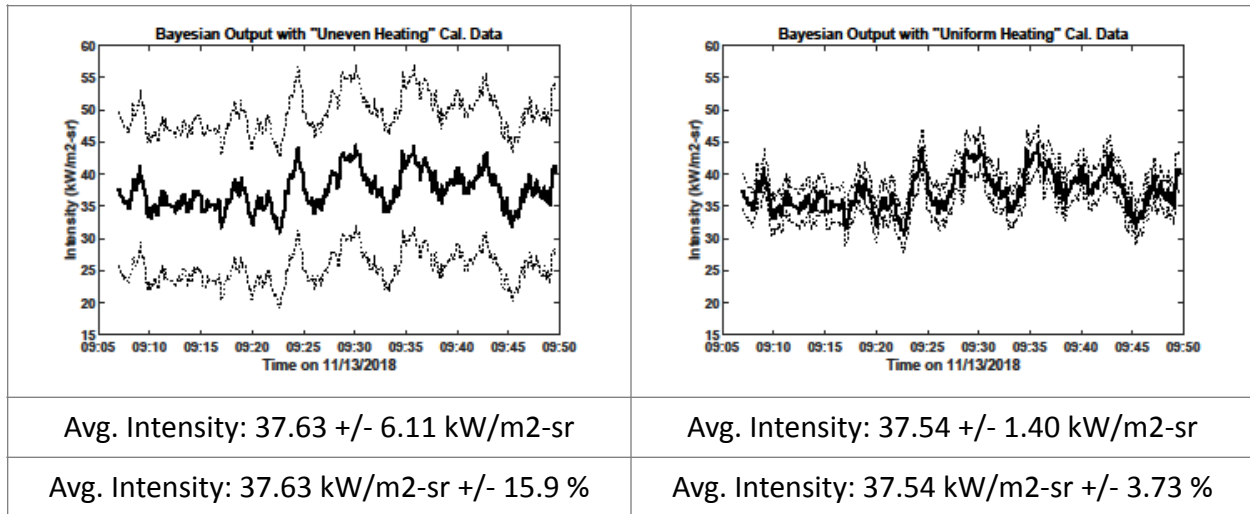 Bayesian Output with "Uneven Heating" Cal. Data
60
55
50
45
40
35
30
25
20
15
Intensity (kW/m2-sr)
09:05 09:10 09:15 09:20 09:25 09:30 09:35 09:40 09:45 09:50
Time on 11/13/2018
Bayesian Output with "Uniform Heating" Cal. Data
60
55
50
45
40
35
30
25
20
15
Intensity (kW/m2-sr)
09:05 09:10 09:15 09:20 09:25 09:30 09:35 09:40 09:45 09:50
Time on 11/13/2018
Avg. Intensity: 37.63 +/- 6.11 kW/m2-sr
Avg. Intensity: 37.54 +/- 1.40 kW/m2-sr
Avg. Intensity: 37.63 kW/m2-sr +/- 15.9 %
Avg. Intensity: 37.54 kW/m2-sr +/- 3.73 %